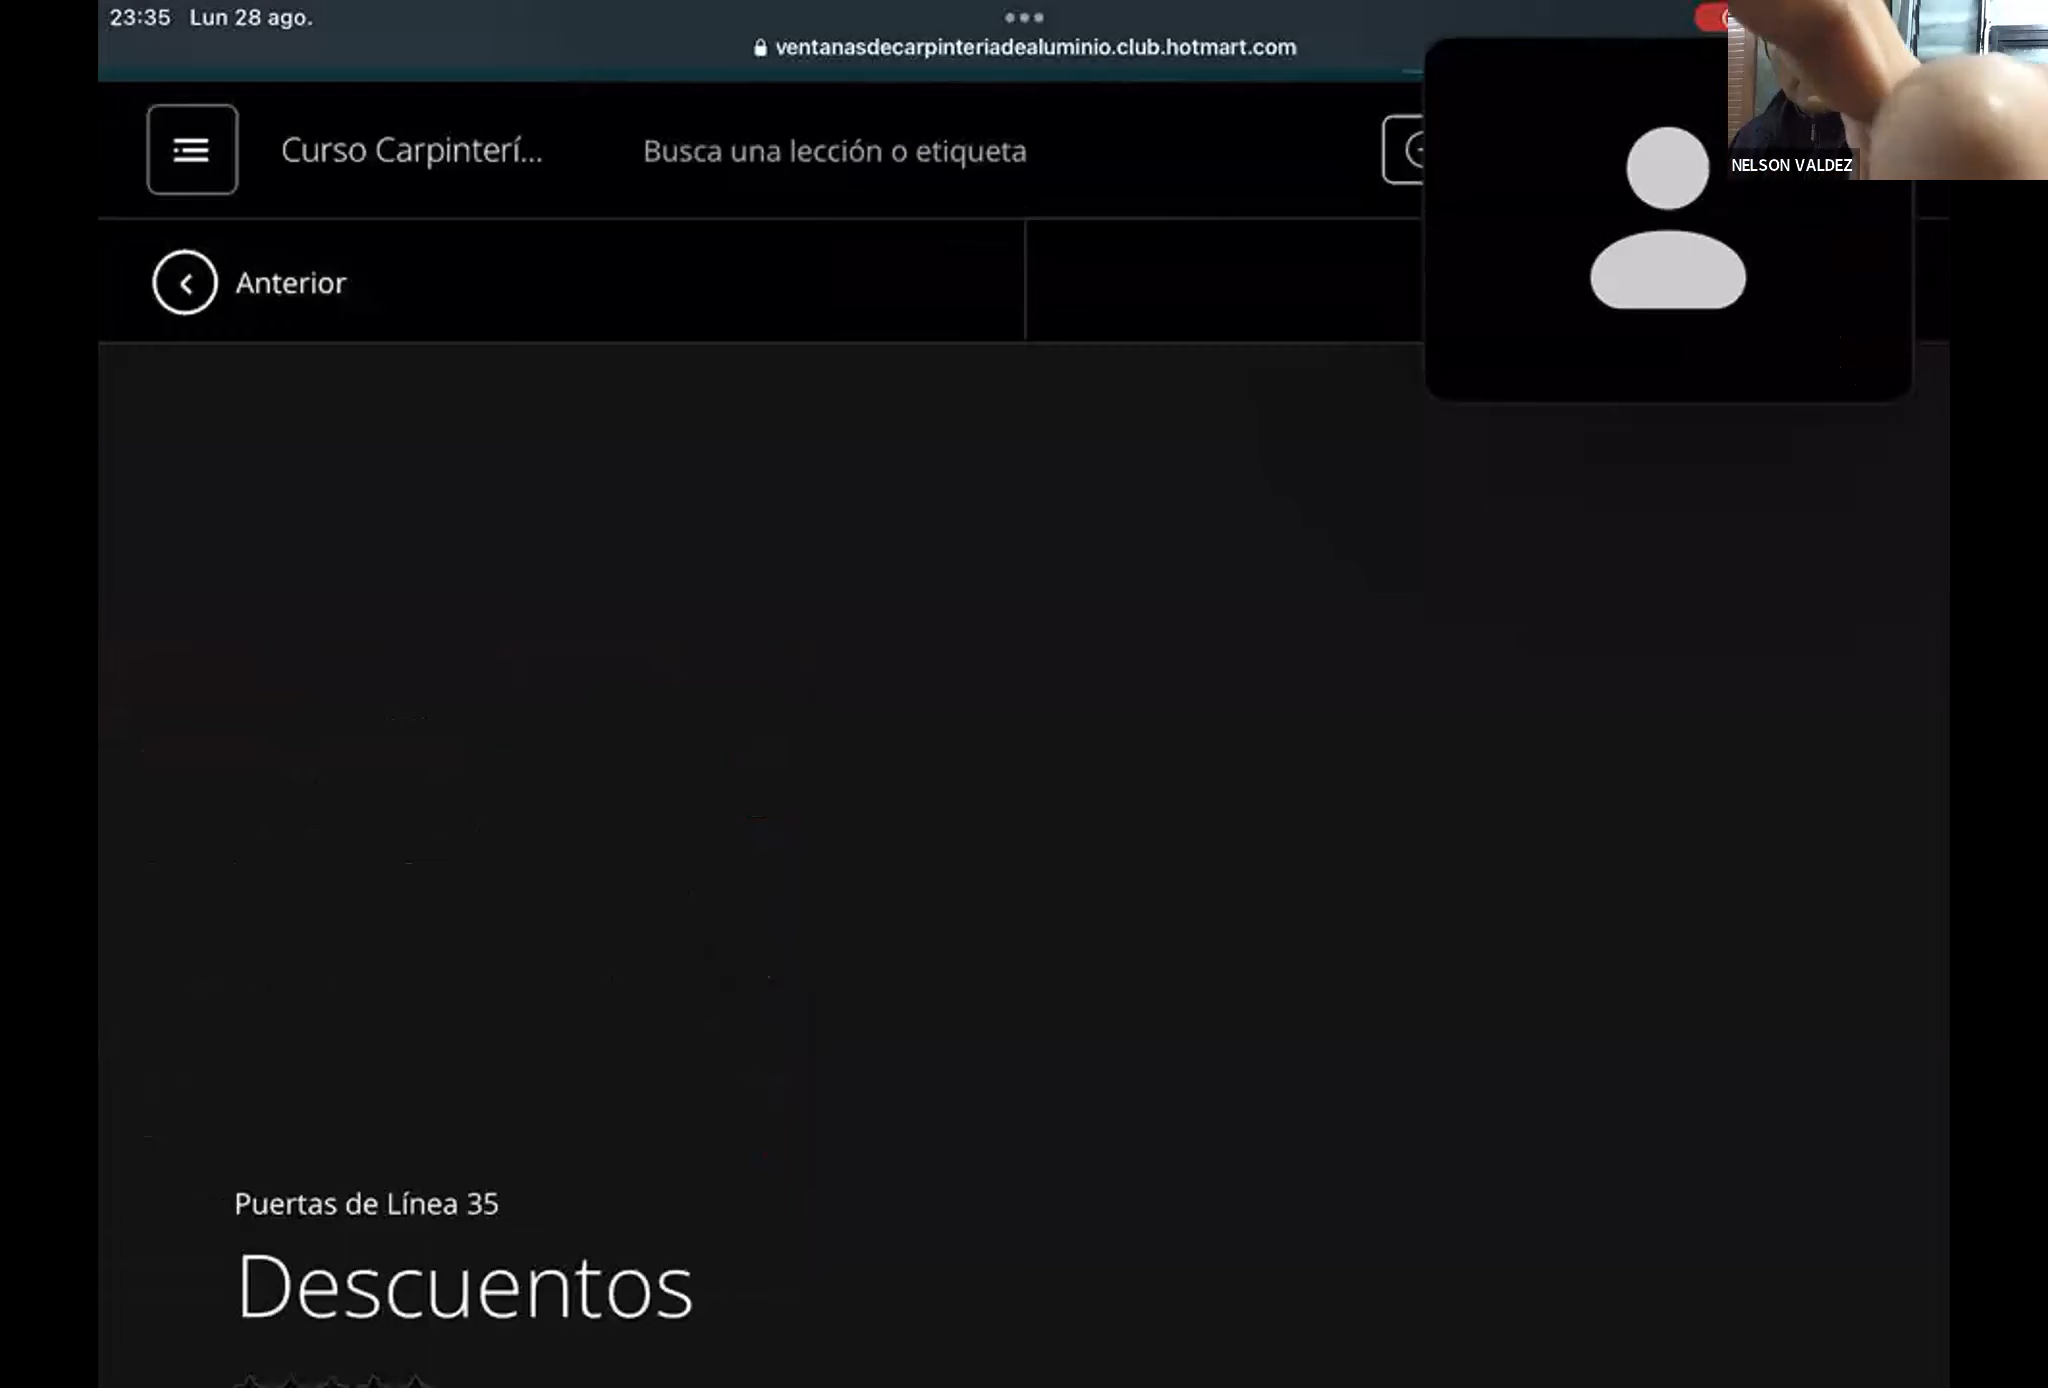 23:35 Lun 28 ago.
ventanasdecarpinteriadealuminio.club.hotmart.com
Curso Carpinterí...
Busca una lección o etiqueta
NELSON VALDEZ
Anterior
Puertas de Línea 35
Descuentos